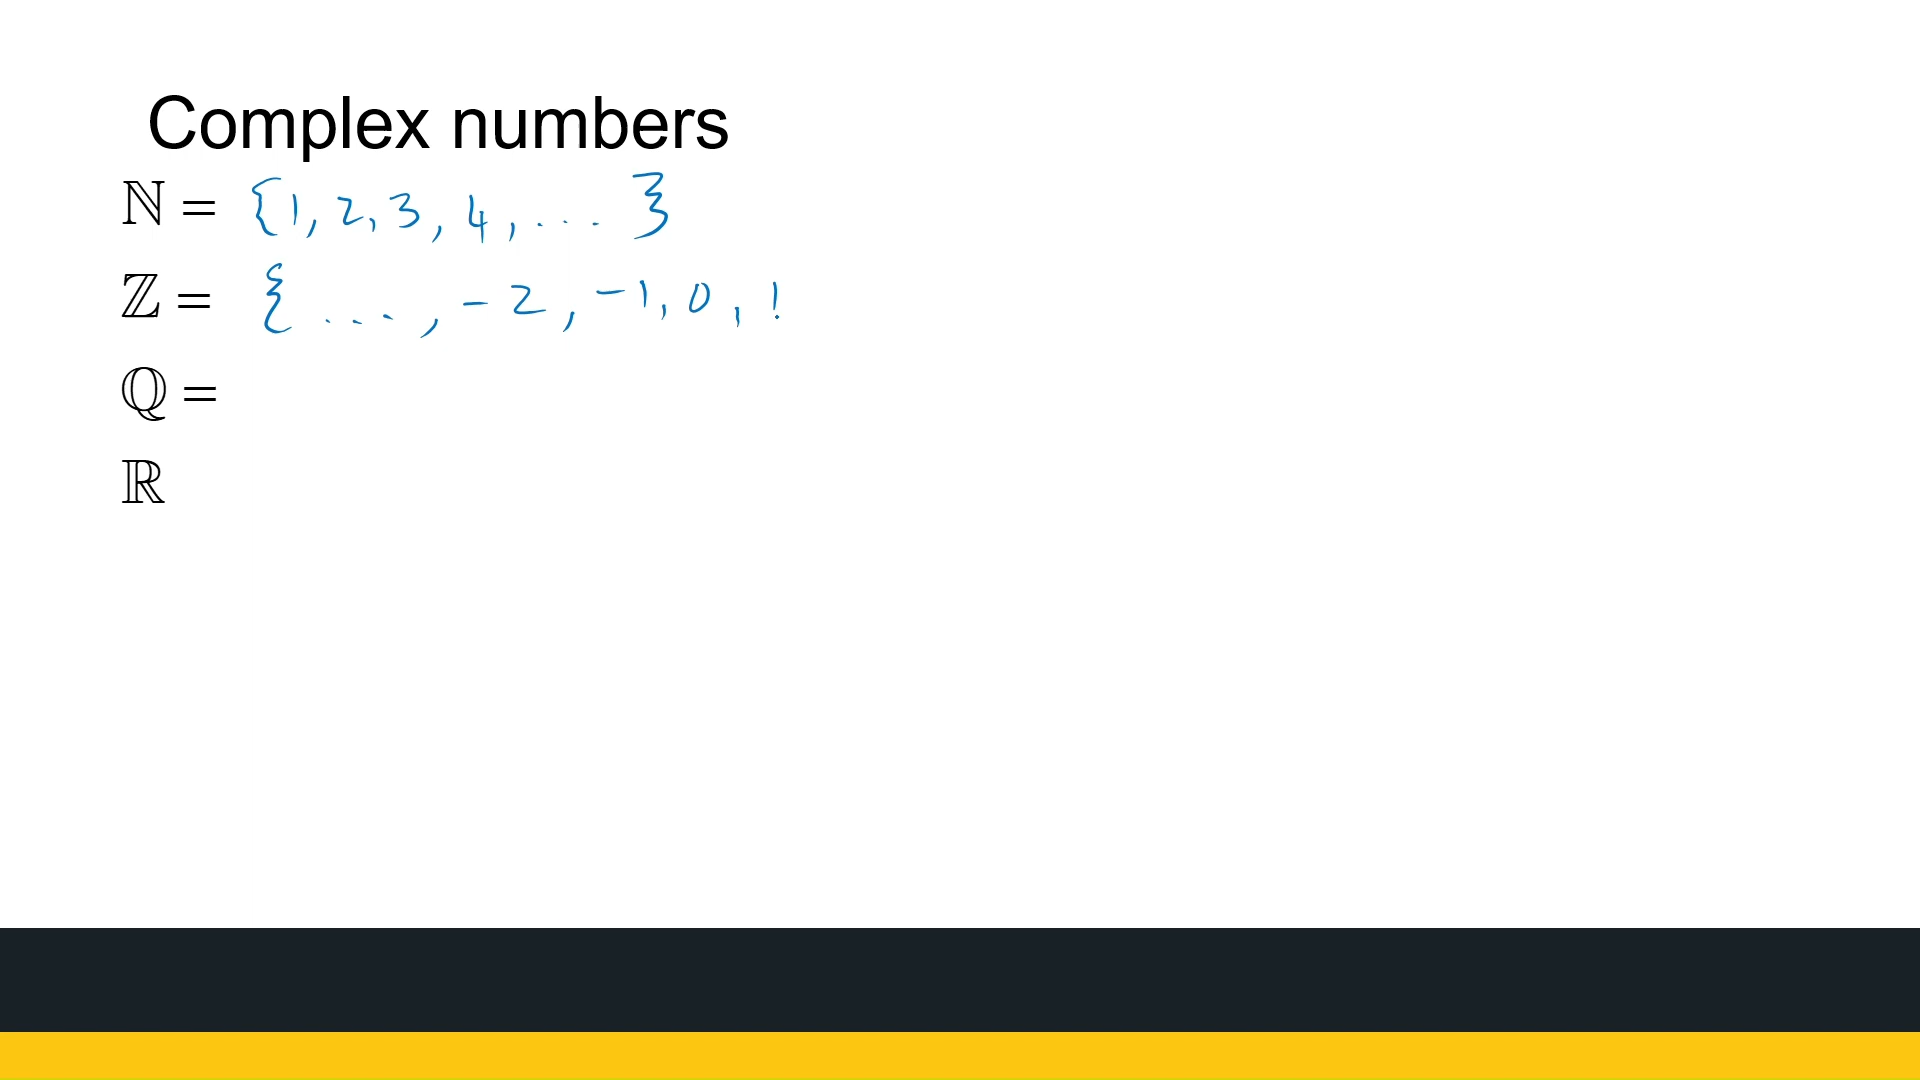 Complex numbers
ℕ = {1, 2, 3, 4, ... }
ℤ = { ..., -2, -1, 0, 1
ℚ =
ℝ